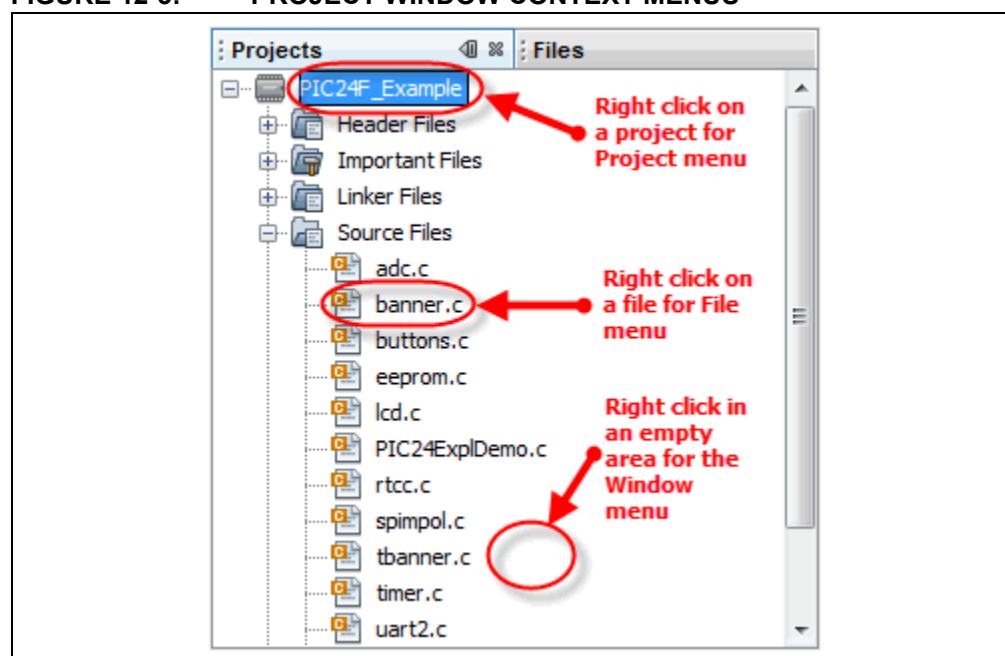 Projects
Files
PIC24F_Example
Header Files
Important Files
Linker Files
Source Files
adc.c
banner.c
buttons.c
eeprom.c
lcd.c
PIC24ExplDemo.c
rtcc.c
spimpol.c
tbanner.c
timer.c
uart2.c
Right click on
a project for
Project menu
Right click on
a file for File
menu
Right click in
an empty
area for the
Window
menu